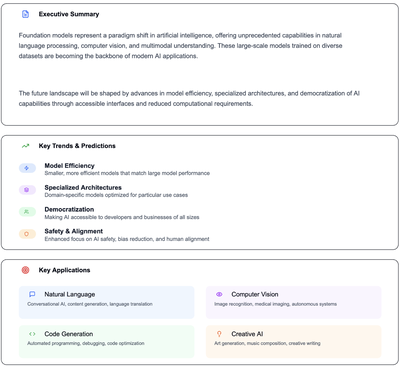 Executive Summary
Foundation models represent a paradigm shift in artificial intelligence, offering unprecedented capabilities in natural
language processing, computer vision, and multimodal understanding. These large-scale models trained on diverse
datasets are becoming the backbone of modern AI applications.
The future landscape will be shaped by advances in model efficiency, specialized architectures, and democratization of AI
capabilities through accessible interfaces and reduced computational requirements.
Key Trends & Predictions
Model Efficiency
Smaller, more efficient models that match large model performance
Specialized Architectures
Domain-specific models optimized for particular use cases
Democratization
Making AI accessible to developers and businesses of all sizes
Safety & Alignment
Enhanced focus on AI safety, bias reduction, and human alignment
Key Applications
Natural Language
Conversational AI, content generation, language translation
Computer Vision
Image recognition, medical imaging, autonomous systems
Code Generation
Automated programming, debugging, code optimization
Creative AI
Art generation, music composition, creative writing